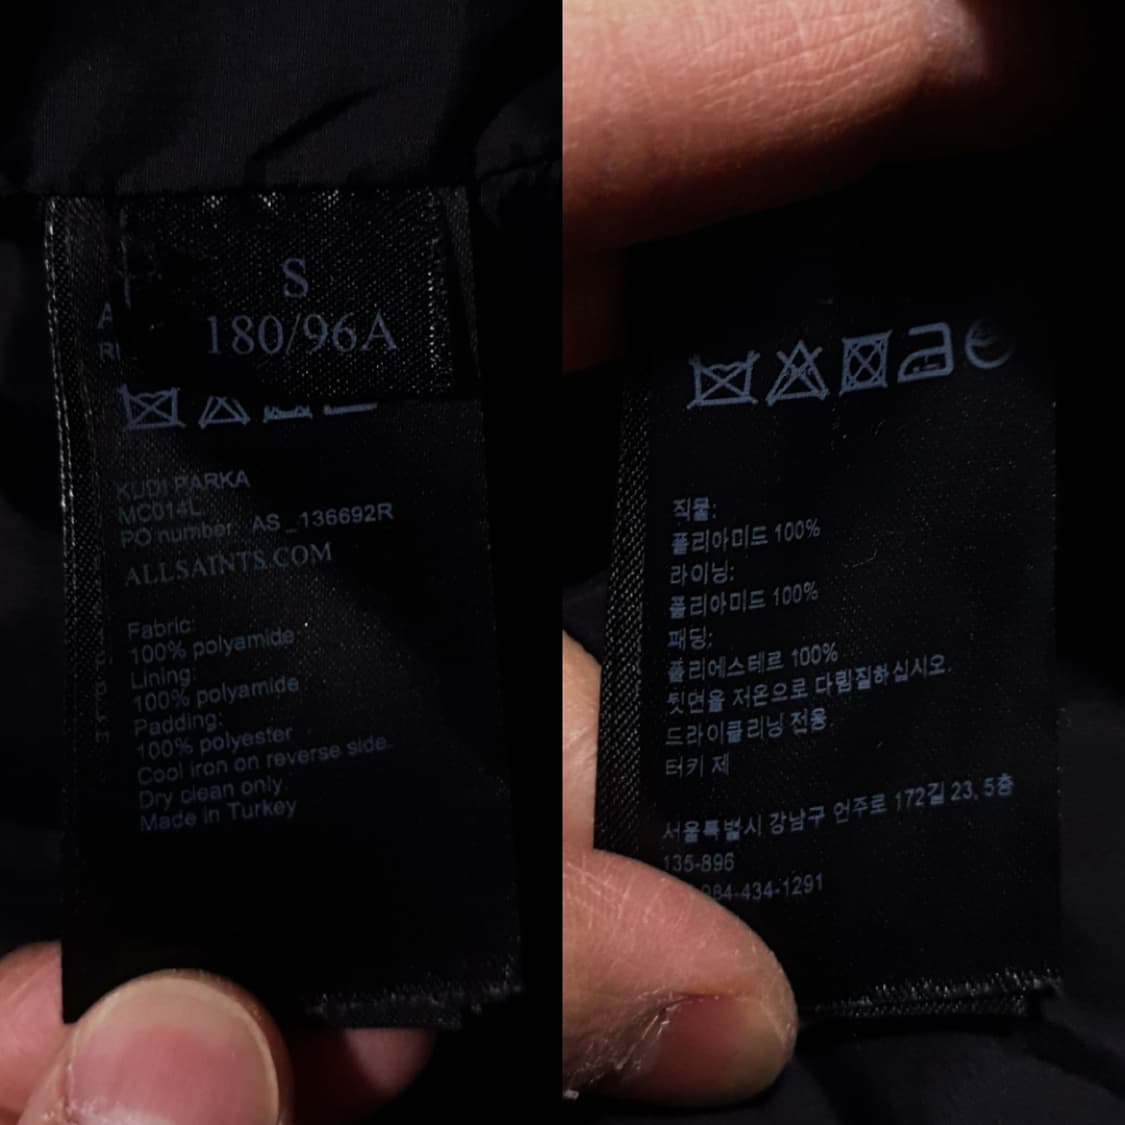 S
180/96A
KUDI PARKA
MC014L
PO number AS_136692R
ALLSAINTS.COM
Fabric:
100% polyamide
Lining:
100% polyamide
Padding:
100% polyester
Cool iron on reverse side.
Dry clean only.
Made in Turkey
직물:
폴리아미드 100%
라이닝:
폴리아미드 100%
패딩:
폴리에스테르 100%
뒷면을 저온으로 다림질하십시오.
드라이클리닝 전용
터키 제
서울특별시 강남구 언주로 172길 23, 5층
135-896
984-434-1291